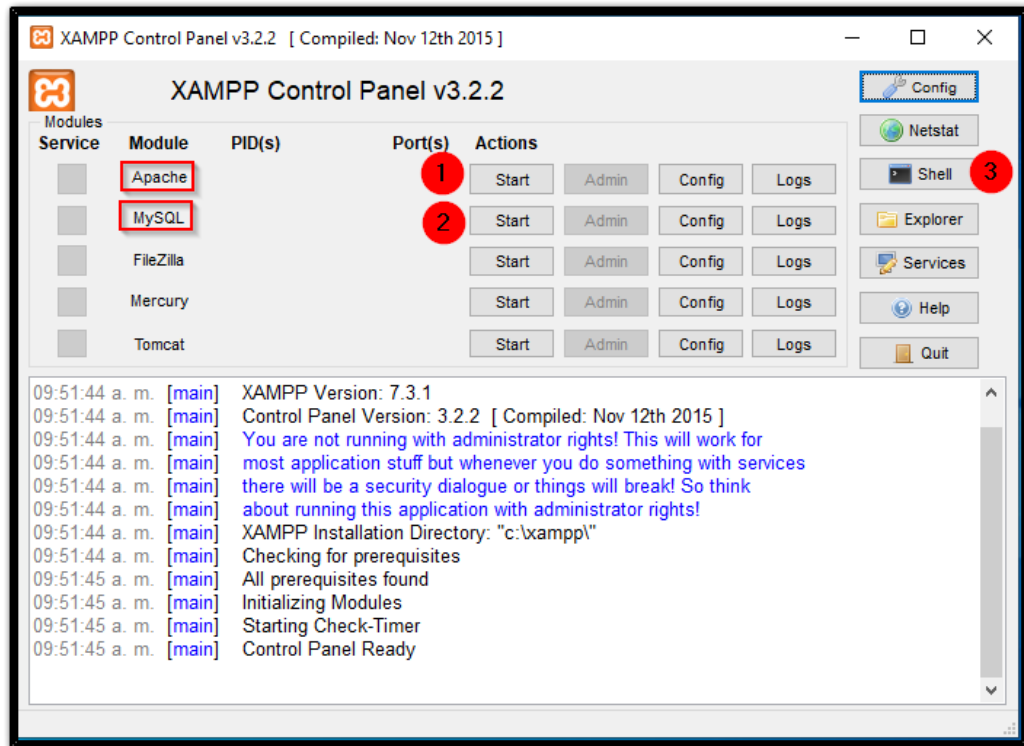 XAMPP Control Panel v3.2.2 [ Compiled: Nov 12th 2015 ]
XAMPP Control Panel v3.2.2
Config
Modules
Service Module PID(s) Port(s) Actions
Netstat
Apache 1 Start Admin Config Logs
Shell 3
MySQL 2 Start Admin Config Logs
Explorer
FileZilla Start Admin Config Logs
Services
Mercury Start Admin Config Logs
Help
Tomcat Start Admin Config Logs
Quit
09:51:44 a. m. [main] XAMPP Version: 7.3.1
09:51:44 a. m. [main] Control Panel Version: 3.2.2 [ Compiled: Nov 12th 2015 ]
09:51:44 a. m. [main] You are not running with administrator rights! This will work for
09:51:44 a. m. [main] most application stuff but whenever you do something with services
09:51:44 a. m. [main] there will be a security dialogue or things will break! So think
09:51:44 a. m. [main] about running this application with administrator rights!
09:51:44 a. m. [main] XAMPP Installation Directory: "c:\xampp\"
09:51:44 a. m. [main] Checking for prerequisites
09:51:45 a. m. [main] All prerequisites found
09:51:45 a. m. [main] Initializing Modules
09:51:45 a. m. [main] Starting Check-Timer
09:51:45 a. m. [main] Control Panel Ready